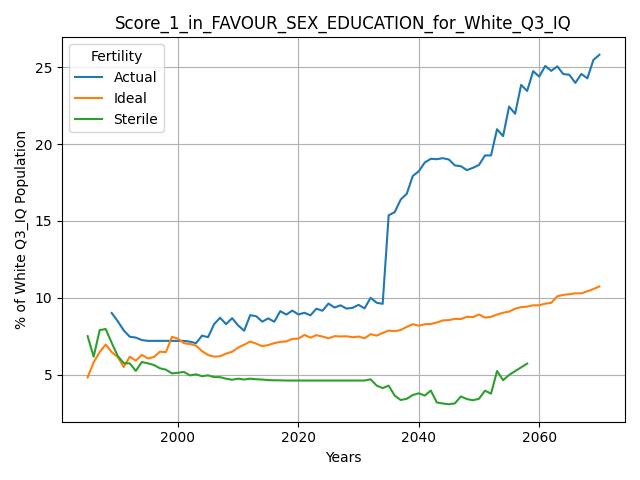 Score_1_in_FAVOUR_SEX_EDUCATION_for_White_Q3_IQ
Fertility
Actual
Ideal
Sterile
% of White Q3_IQ Population
25
20
15
10
5
2000 2020 2040 2060
Years